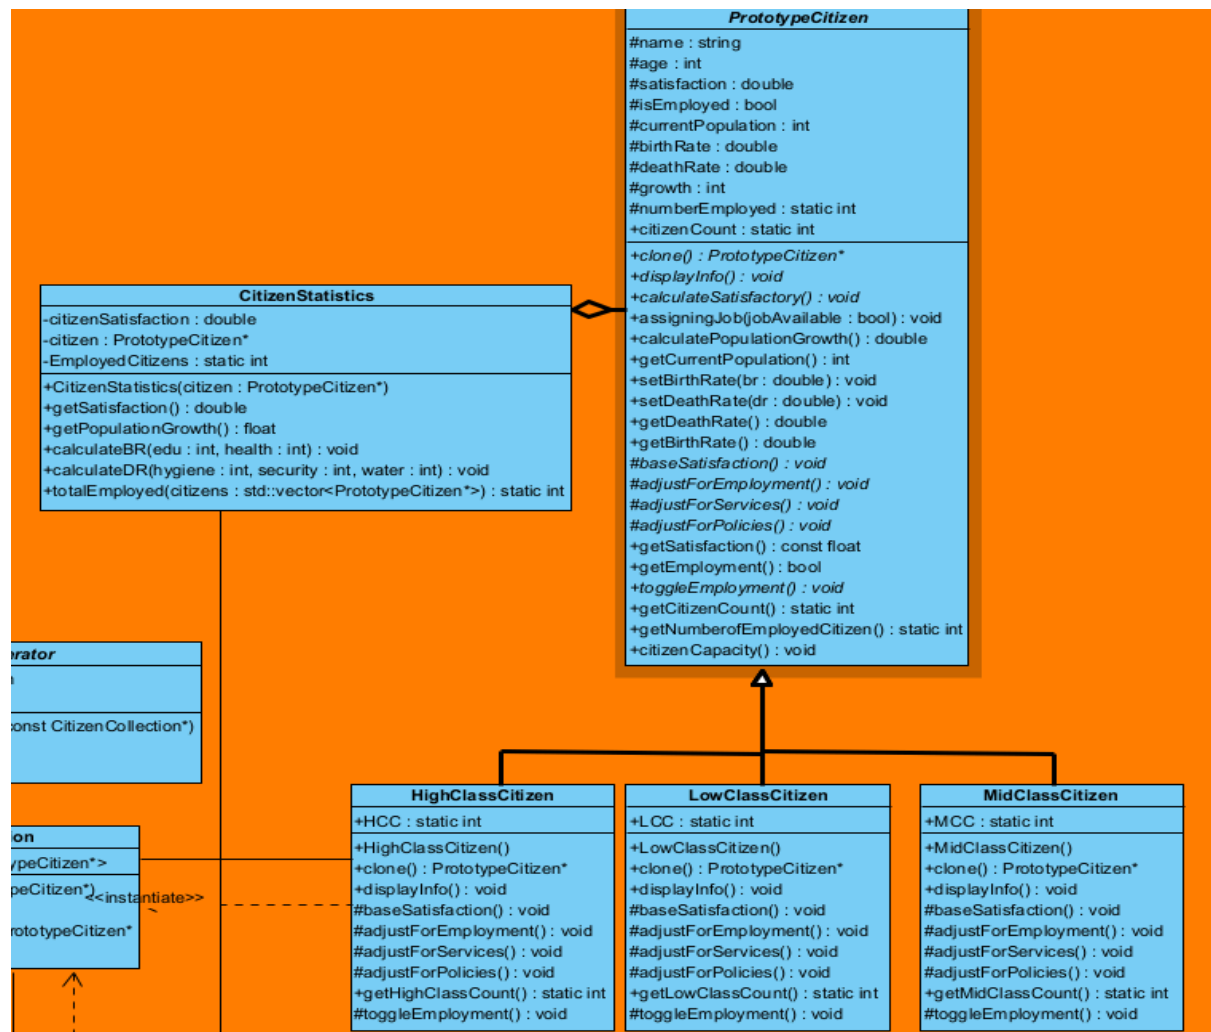 PrototypeCitizen
#name : string
#age : int
#satisfaction : double
#isEmployed : bool
#currentPopulation : int
#birthRate : double
#deathRate : double
#growth : int
#numberEmployed : static int
+citizenCount : static int
+clone() : PrototypeCitizen*
+displayInfo() : void
+calculateSatisfactory() : void
+assigningJob(jobAvailable : bool) : void
+calculatePopulationGrowth() : double
+getCurrentPopulation() : int
+setBirthRate(br : double) : void
+setDeathRate(dr : double) : void
+getDeathRate() : double
+getBirthRate() : double
#baseSatisfaction() : void
#adjustForEmployment() : void
#adjustForServices() : void
#adjustForPolicies() : void
+getSatisfaction() : const float
+getEmployment() : bool
+toggleEmployment() : void
+getCitizenCount() : static int
+getNumberofEmployedCitizen() : static int
+citizenCapacity() : void
CitizenStatistics
-citizenSatisfaction : double
-citizen : PrototypeCitizen*
-EmployedCitizens : static int
+CitizenStatistics(citizen : PrototypeCitizen*)
+getSatisfaction() : double
+getPopulationGrowth() : float
+calculateBR(edu : int, health : int) : void
+calculateDR(hygiene : int, security : int, water : int) : void
+totalEmployed(citizens : std::vector<PrototypeCitizen*>) : static int
rator
const CitizenCollection*)
on
ypeCitizen*>
peCitizen*)
<<instantiate>>
rototypeCitizen*
HighClassCitizen
+HCC : static int
+HighClassCitizen()
+clone() : PrototypeCitizen*
+displayInfo() : void
#baseSatisfaction() : void
#adjustForEmployment() : void
#adjustForServices() : void
#adjustForPolicies() : void
+getHighClassCount() : static int
#toggleEmployment() : void
LowClassCitizen
+LCC : static int
+LowClassCitizen()
+clone() : PrototypeCitizen*
+displayInfo() : void
#baseSatisfaction() : void
#adjustForEmployment() : void
#adjustForServices() : void
#adjustForPolicies() : void
+getLowClassCount() : static int
#toggleEmployment() : void
MidClassCitizen
+MCC : static int
+MidClassCitizen()
+clone() : PrototypeCitizen*
+displayInfo() : void
#baseSatisfaction() : void
#adjustForEmployment() : void
#adjustForServices() : void
#adjustForPolicies() : void
+getMidClassCount() : static int
#toggleEmployment() : void